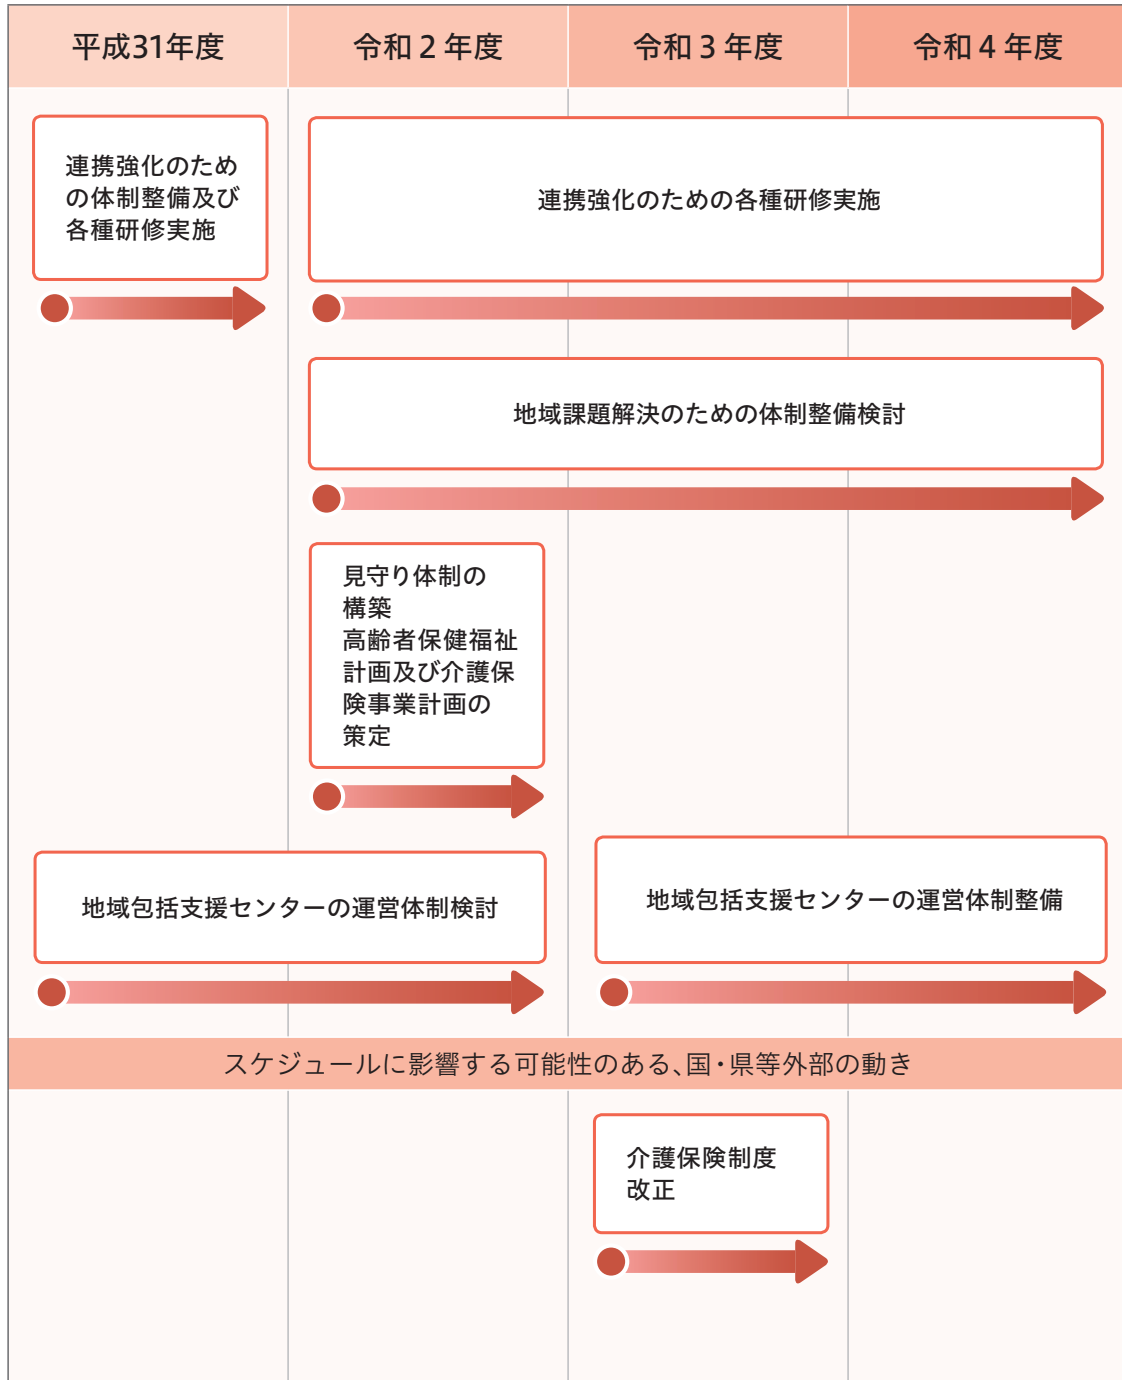 平成31年度
令和2年度
令和3年度
令和4年度
連携強化のため
の体制整備及び
各種研修実施
連携強化のための各種研修実施
地域課題解決のための体制整備検討
見守り体制の
構築
高齢者保健福祉
計画及び介護保
険事業計画の
策定
地域包括支援センターの運営体制検討
地域包括支援センターの運営体制整備
スケジュールに影響する可能性のある、国・県等外部の動き
介護保険制度
改正